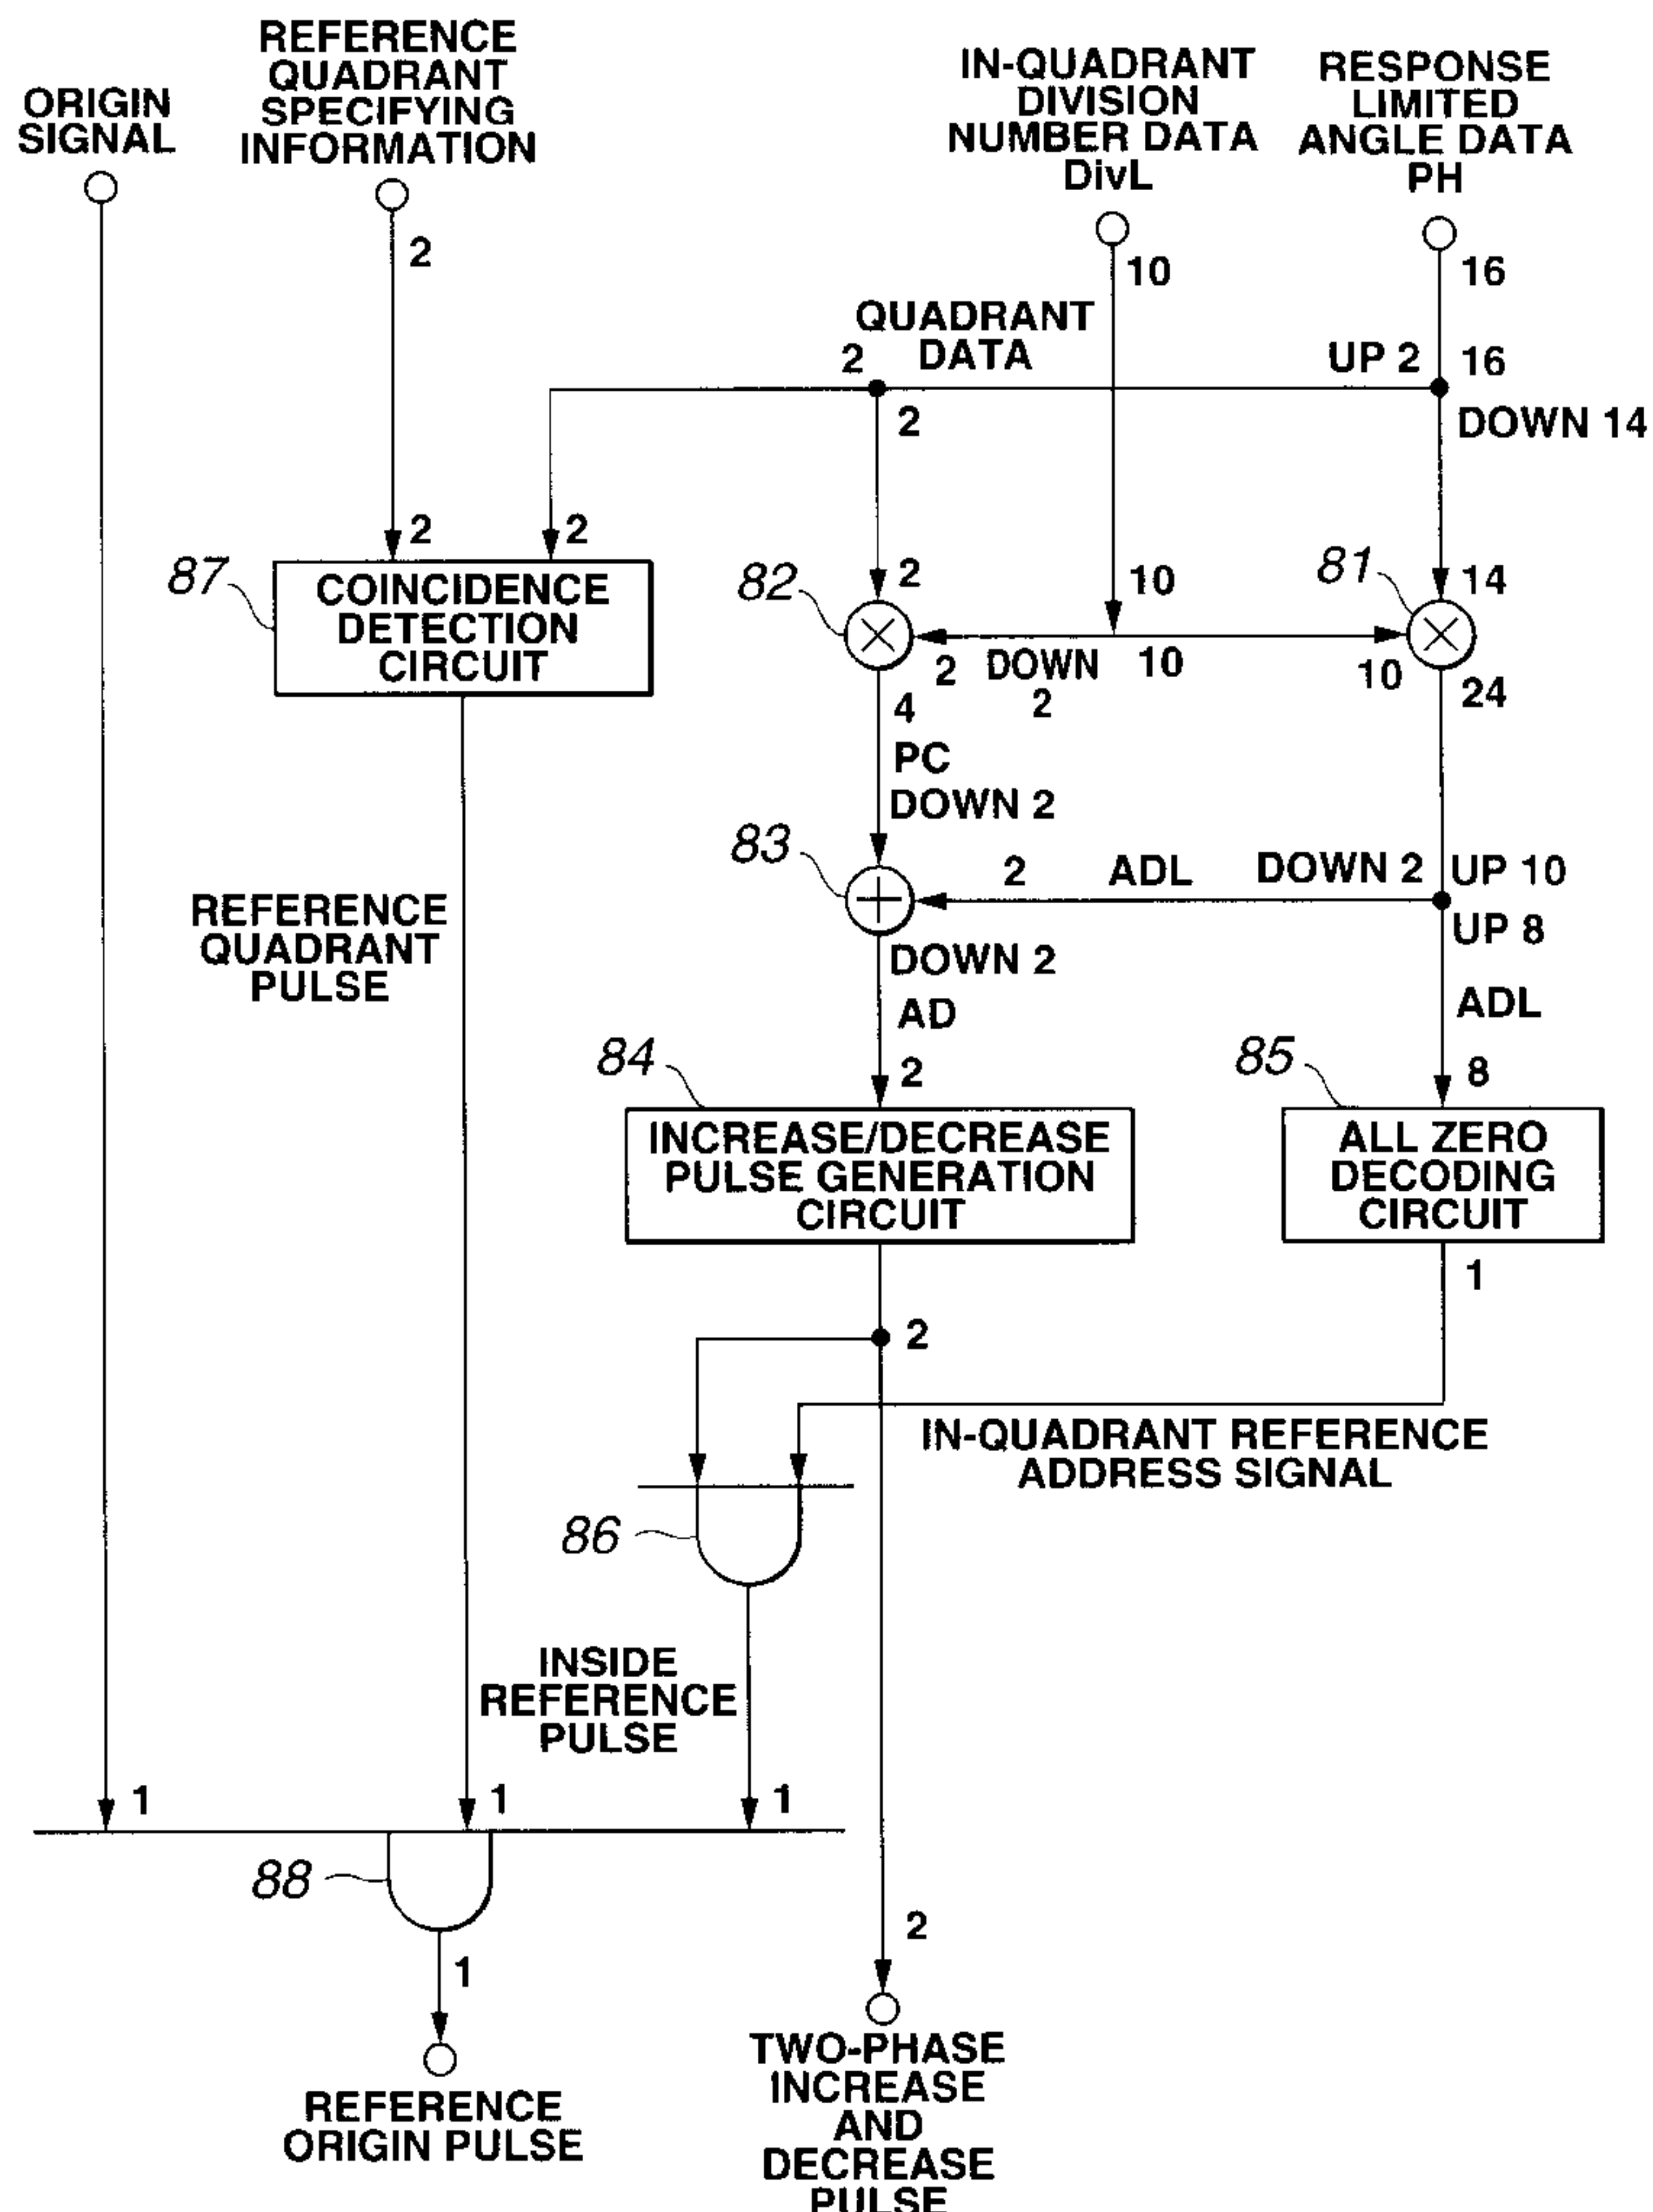 REFERENCE
QUADRANT
SPECIFYING
INFORMATION
ORIGIN
SIGNAL
IN-QUADRANT
DIVISION
NUMBER DATA
DivL
RESPONSE
LIMITED
ANGLE DATA
PH
2
10
16
QUADRANT
DATA
2
UP 2
16
2
DOWN 14
2
2
87
COINCIDENCE
DETECTION
CIRCUIT
82
2
10
81
14
2
DOWN
2
10
10
4
24
PC
DOWN 2
83
2
ADL
DOWN 2
UP 10
UP 8
REFERENCE
QUADRANT
PULSE
DOWN 2
AD
ADL
84
2
85
8
INCREASE/DECREASE
PULSE GENERATION
CIRCUIT
ALL ZERO
DECODING
CIRCUIT
1
2
IN-QUADRANT REFERENCE
ADDRESS SIGNAL
86
INSIDE
REFERENCE
PULSE
1
1
1
88
2
1
REFERENCE
ORIGIN PULSE
TWO-PHASE
INCREASE
AND
DECREASE
PULSE